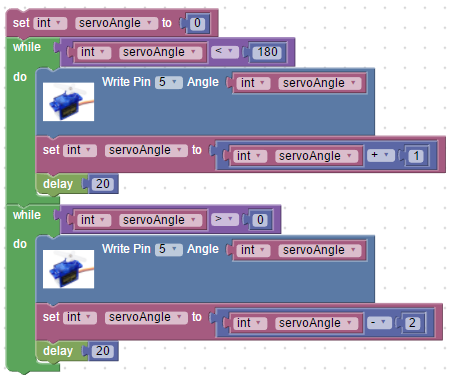 set int servoAngle to 0
while int servoAngle < 180
do Write Pin 5 Angle int servoAngle
set int servoAngle to int servoAngle + 1
delay 20
while int servoAngle > 0
do Write Pin 5 Angle int servoAngle
set int servoAngle to int servoAngle - 2
delay 20